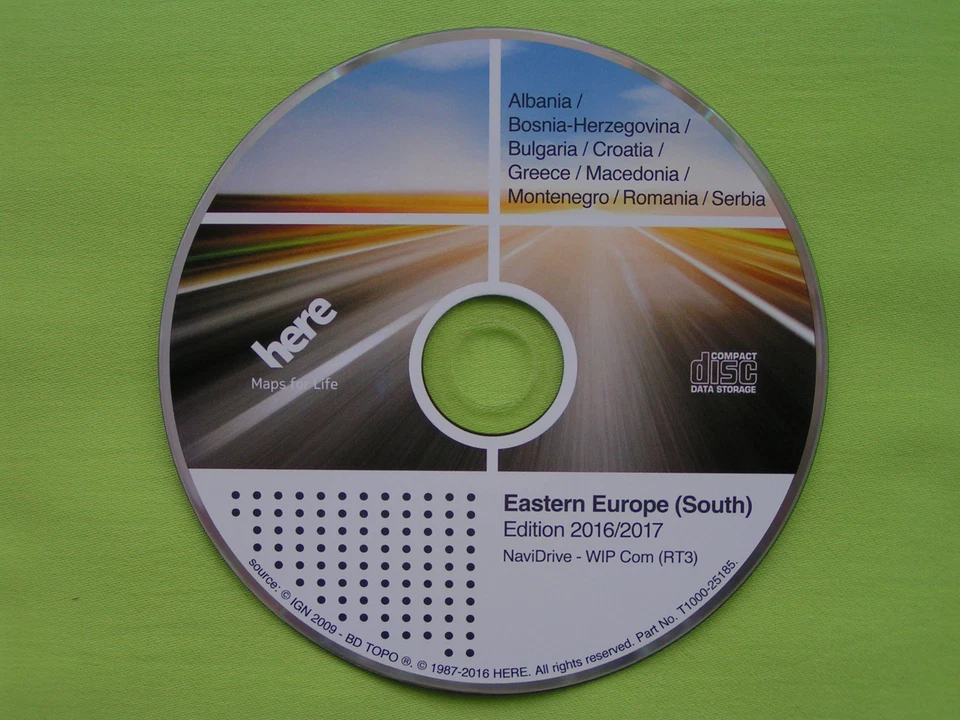 Albania /
Bosnia-Herzegovina /
Bulgaria / Croatia /
Greece / Macedonia /
Montenegro / Romania / Serbia
here
Maps for Life
COMPACT
disc
DATA STORAGE
Eastern Europe (South)
Edition 2016/2017
NaviDrive - WIP Com (RT3)
source: © IGN 2009 - BD TOPO ®. © 1987-2016 HERE. All rights reserved. Part No. T1000-25185.